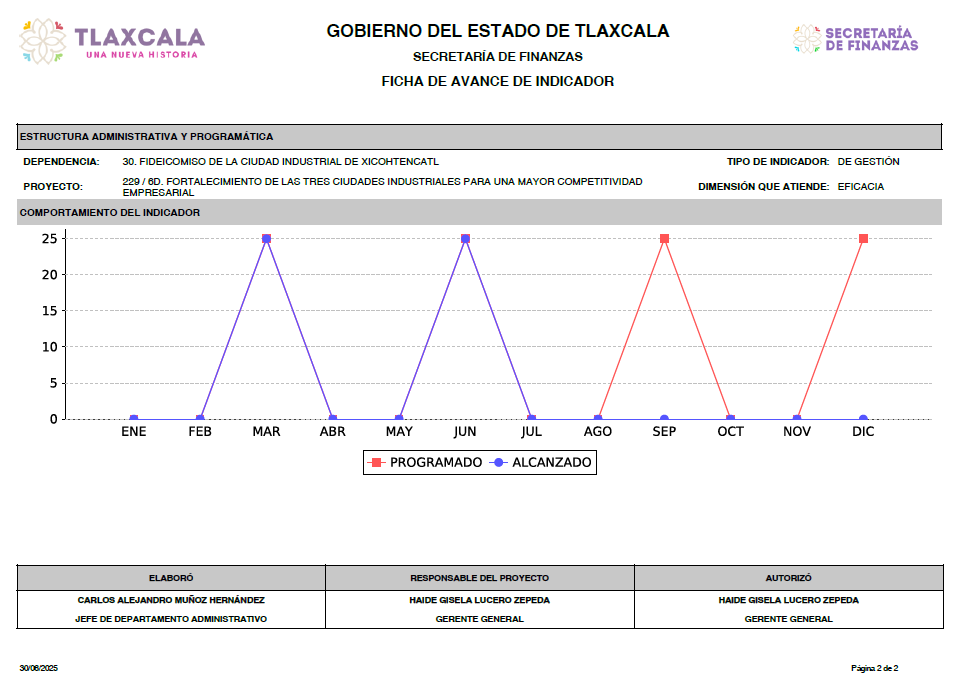 TLAXCALA
UNA NUEVA HISTORIA
GOBIERNO DEL ESTADO DE TLAXCALA
SECRETARÍA DE FINANZAS
FICHA DE AVANCE DE INDICADOR
SECRETARÍA
DE FINANZAS
ESTRUCTURA ADMINISTRATIVA Y PROGRAMÁTICA
DEPENDENCIA: 30. FIDEICOMISO DE LA CIUDAD INDUSTRIAL DE XICOHTENCATL TIPO DE INDICADOR: DE GESTIÓN
PROYECTO: 229 / 6D. FORTALECIMIENTO DE LAS TRES CIUDADES INDUSTRIALES PARA UNA MAYOR COMPETITIVIDAD
EMPRESARIAL
DIMENSIÓN QUE ATIENDE: EFICACIA
COMPORTAMIENTO DEL INDICADOR
25
20
15
10
5
0
ENE FEB MAR ABR MAY JUN JUL AGO SEP OCT NOV DIC
PROGRAMADO ALCANZADO
ELABORÓ RESPONSABLE DEL PROYECTO AUTORIZÓ
CARLOS ALEJANDRO MUÑOZ HERNÁNDEZ HAIDE GISELA LUCERO ZEPEDA HAIDE GISELA LUCERO ZEPEDA
JEFE DE DEPARTAMENTO ADMINISTRATIVO GERENTE GENERAL GERENTE GENERAL
30/06/2025 Página 2 de 2